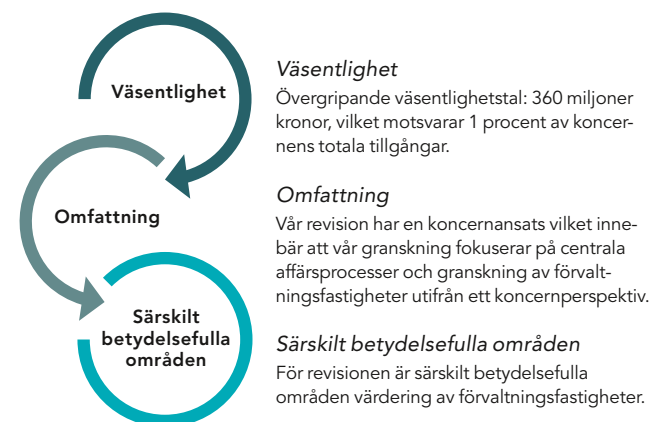 Väsentlighet
Väsentlighet
Övergripande väsentlighetstal: 360 miljoner
kronor, vilket motsvarar 1 procent av koncer-
nens totala tillgångar.
Omfattning
Omfattning
Vår revision har en koncernansats vilket inne-
bär att vår granskning fokuserar på centrala
affärsprocesser och granskning av förvalt-
ningsfastigheter utifrån ett koncernperspektiv.
Särskilt
betydelsefulla
områden
Särskilt betydelsefulla områden
För revisionen är särskilt betydelsefulla
områden värdering av förvaltningsfastigheter.